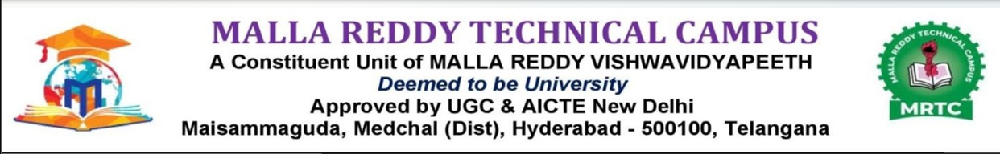 MALLA REDDY TECHNICAL CAMPUS
A Constituent Unit of MALLA REDDY VISHWAVIDYAPEETH
Deemed to be University
Approved by UGC & AICTE New Delhi
Maisammaguda, Medchal (Dist), Hyderabad - 500100, Telangana
M
MALLA REDDY TECHNICAL CAMPUS
MRTC